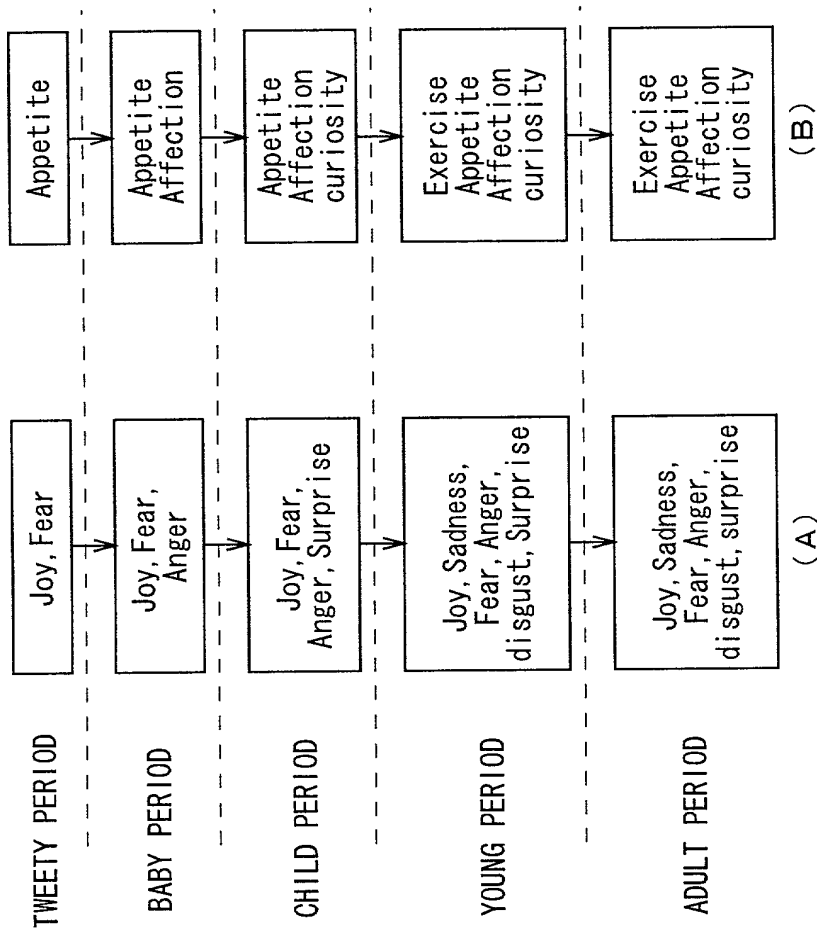 TWEETY PERIOD
Joy, Fear
Appetite
BABY PERIOD
Joy, Fear,
Anger
Appetite
Affection
CHILD PERIOD
Joy, Fear,
Anger, Surprise
Appetite
Affection
curiosity
YOUNG PERIOD
Joy, Sadness,
Fear, Anger,
disgust, Surprise
Exercise
Appetite
Affection
curiosity
ADULT PERIOD
Joy, Sadness,
Fear, Anger,
disgust, surprise
Exercise
Appetite
Affection
curiosity
(A)
(B)